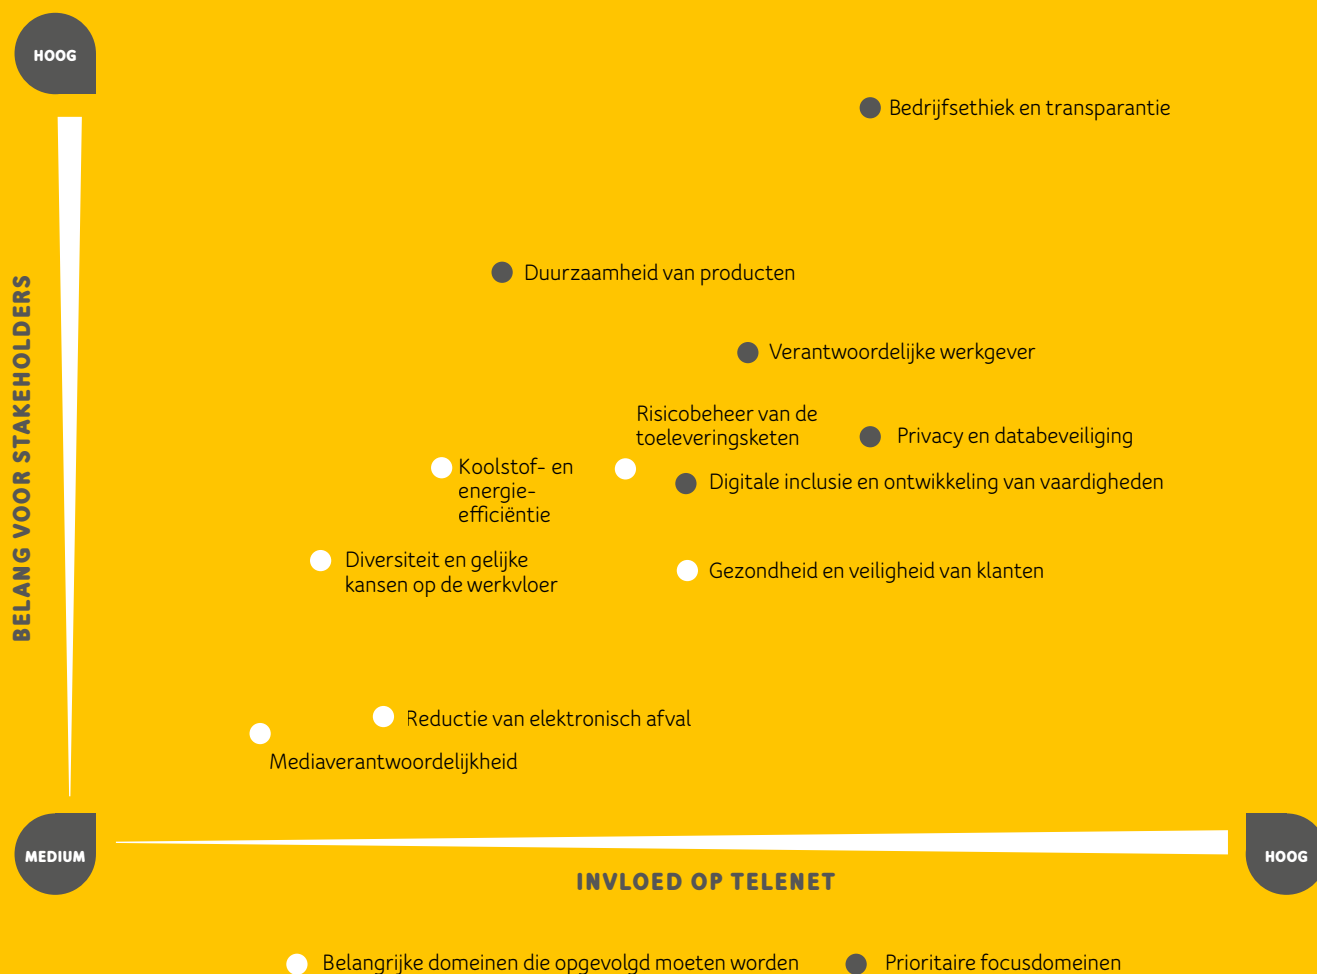 HOOG
Bedrijfsethiek en transparantie
Duurzaamheid van producten
Verantwoordelijke werkgever
Risicobeheer van de
toeleveringsketen
Privacy en databeveiliging
Koolstof- en
energie-
efficiëntie
Digitale inclusie en ontwikkeling van vaardigheden
Diversiteit en gelijke
kansen op de werkvloer
Gezondheid en veiligheid van klanten
BELANG VOOR STAKEHOLDERS
Reductie van elektronisch afval
Mediaverantwoordelijkheid
MEDIUM
HOOG
INVLOED OP TELENET
Belangrijke domeinen die opgevolgd moeten worden
Prioritaire focusdomeinen